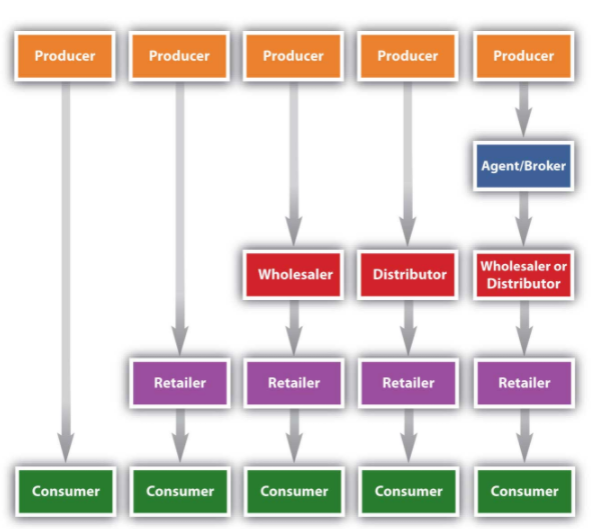 Producer
Producer
Producer
Producer
Producer
Agent/Broker
Wholesaler
Distributor
Wholesaler or
Distributor
Retailer
Retailer
Retailer
Retailer
Consumer
Consumer
Consumer
Consumer
Consumer